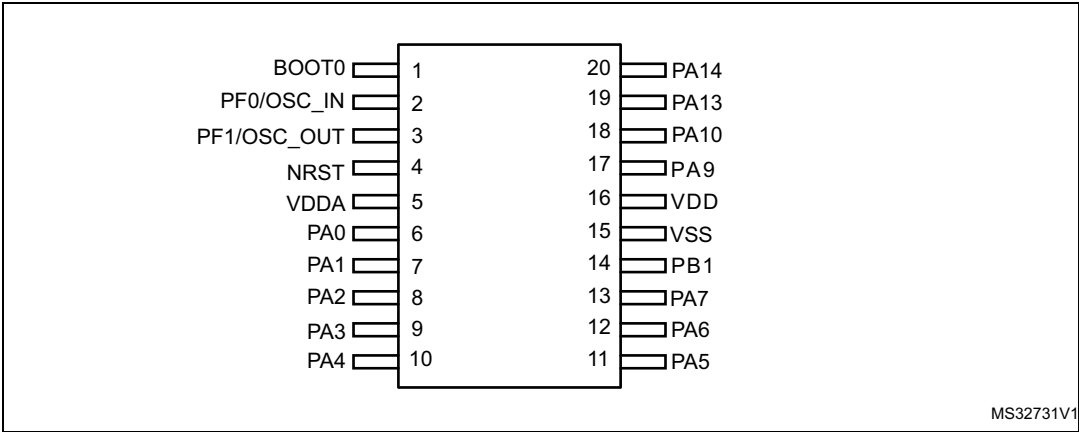 BOOT0 1 20 PA14
PF0/OSC_IN 2 19 PA13
PF1/OSC_OUT 3 18 PA10
NRST 4 17 PA9
VDDA 5 16 VDD
PA0 6 15 VSS
PA1 7 14 PB1
PA2 8 13 PA7
PA3 9 12 PA6
PA4 10 11 PA5
MS32731V1